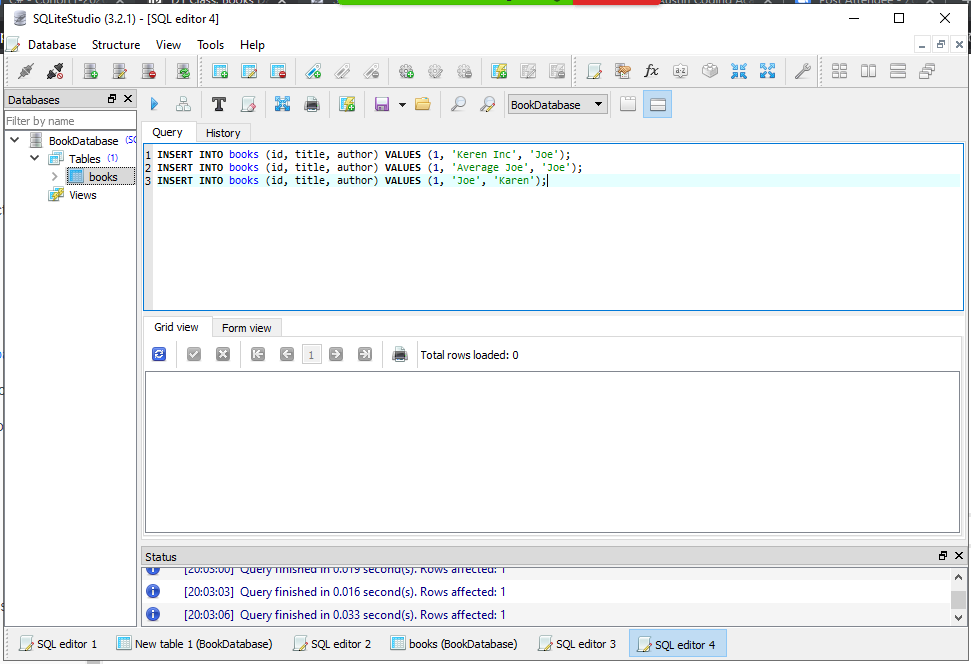 SQLiteStudio (3.2.1) - [SQL editor 4]
Database Structure View Tools Help
Databases
Filter by name
BookDatabase
Tables (1)
books
Views
BookDatabase
Query History
1 INSERT INTO books (id, title, author) VALUES (1, 'Keren Inc', 'Joe');
2 INSERT INTO books (id, title, author) VALUES (1, 'Average Joe', 'Joe');
3 INSERT INTO books (id, title, author) VALUES (1, 'Joe', 'Karen');
Grid view Form view
1 Total rows loaded: 0
Status
[20:03:00] Query finished in 0.019 second(s). Rows affected: 1
[20:03:03] Query finished in 0.016 second(s). Rows affected: 1
[20:03:06] Query finished in 0.033 second(s). Rows affected: 1
SQL editor 1 New table 1 (BookDatabase) SQL editor 2 books (BookDatabase) SQL editor 3 SQL editor 4